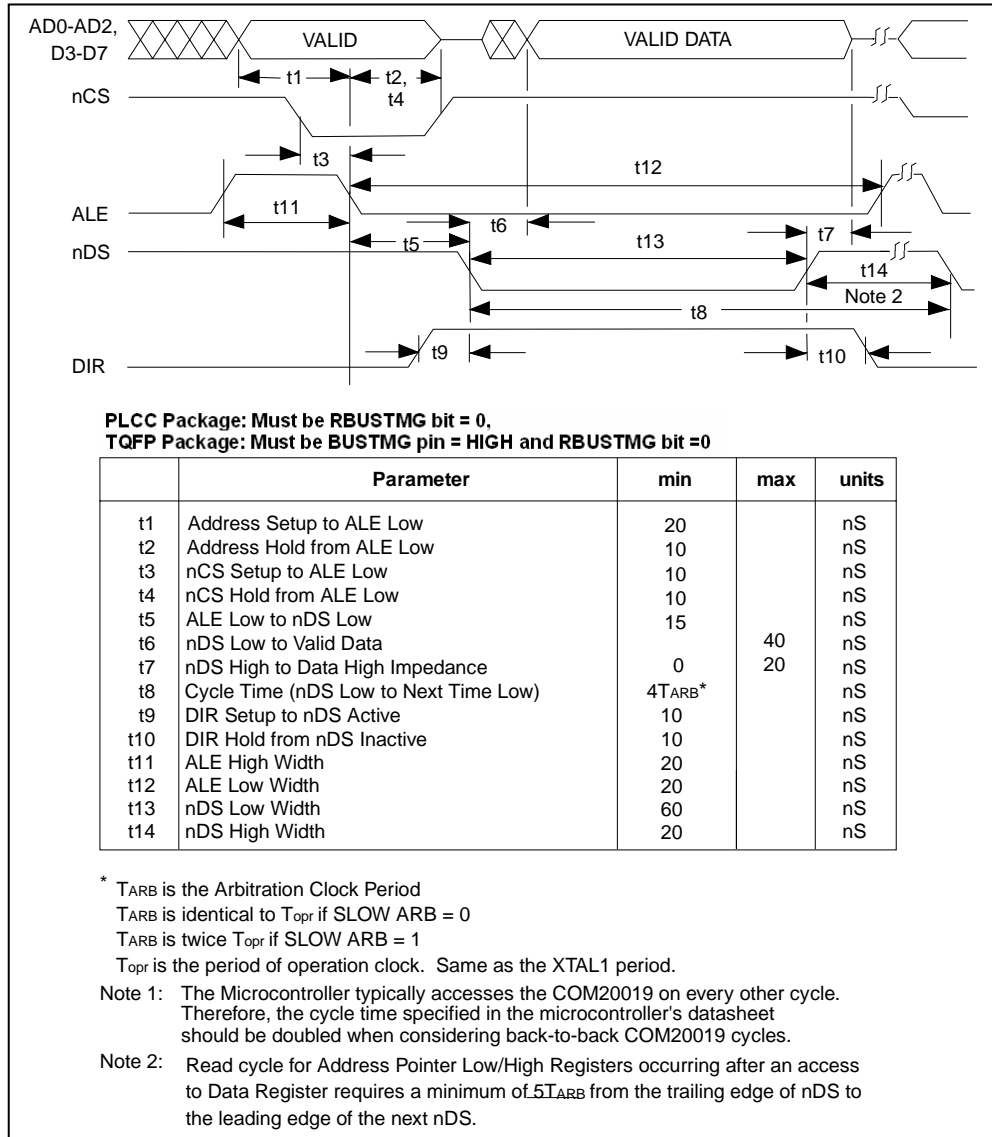 AD0-AD2,
D3-D7
VALID
VALID DATA
t1
t2,
t4
nCS
t3
t12
ALE
t11
t6
t5
t7
nDS
t13
t14
Note 2
t8
t9
t10
DIR
PLCC Package: Must be RBUSTMG bit = 0,
TQFP Package: Must be BUSTMG pin = HIGH and RBUSTMG bit =0
Parameter min max units
t1 Address Setup to ALE Low 20 nS
t2 Address Hold from ALE Low 10 nS
t3 nCS Setup to ALE Low 10 nS
t4 nCS Hold from ALE Low 10 nS
t5 ALE Low to nDS Low 15 nS
t6 nDS Low to Valid Data 40 nS
t7 nDS High to Data High Impedance 0 20 nS
t8 Cycle Time (nDS Low to Next Time Low) 4TARB* nS
t9 DIR Setup to nDS Active 10 nS
t10 DIR Hold from nDS Inactive 10 nS
t11 ALE High Width 20 nS
t12 ALE Low Width 20 nS
t13 nDS Low Width 60 nS
t14 nDS High Width 20 nS
* TARB is the Arbitration Clock Period
TARB is identical to Topr if SLOW ARB = 0
TARB is twice Topr if SLOW ARB = 1
Topr is the period of operation clock. Same as the XTAL1 period.
Note 1: The Microcontroller typically accesses the COM20019 on every other cycle.
Therefore, the cycle time specified in the microcontroller's datasheet
should be doubled when considering back-to-back COM20019 cycles.
Note 2: Read cycle for Address Pointer Low/High Registers occurring after an access
to Data Register requires a minimum of 5TARB from the trailing edge of nDS to
the leading edge of the next nDS.